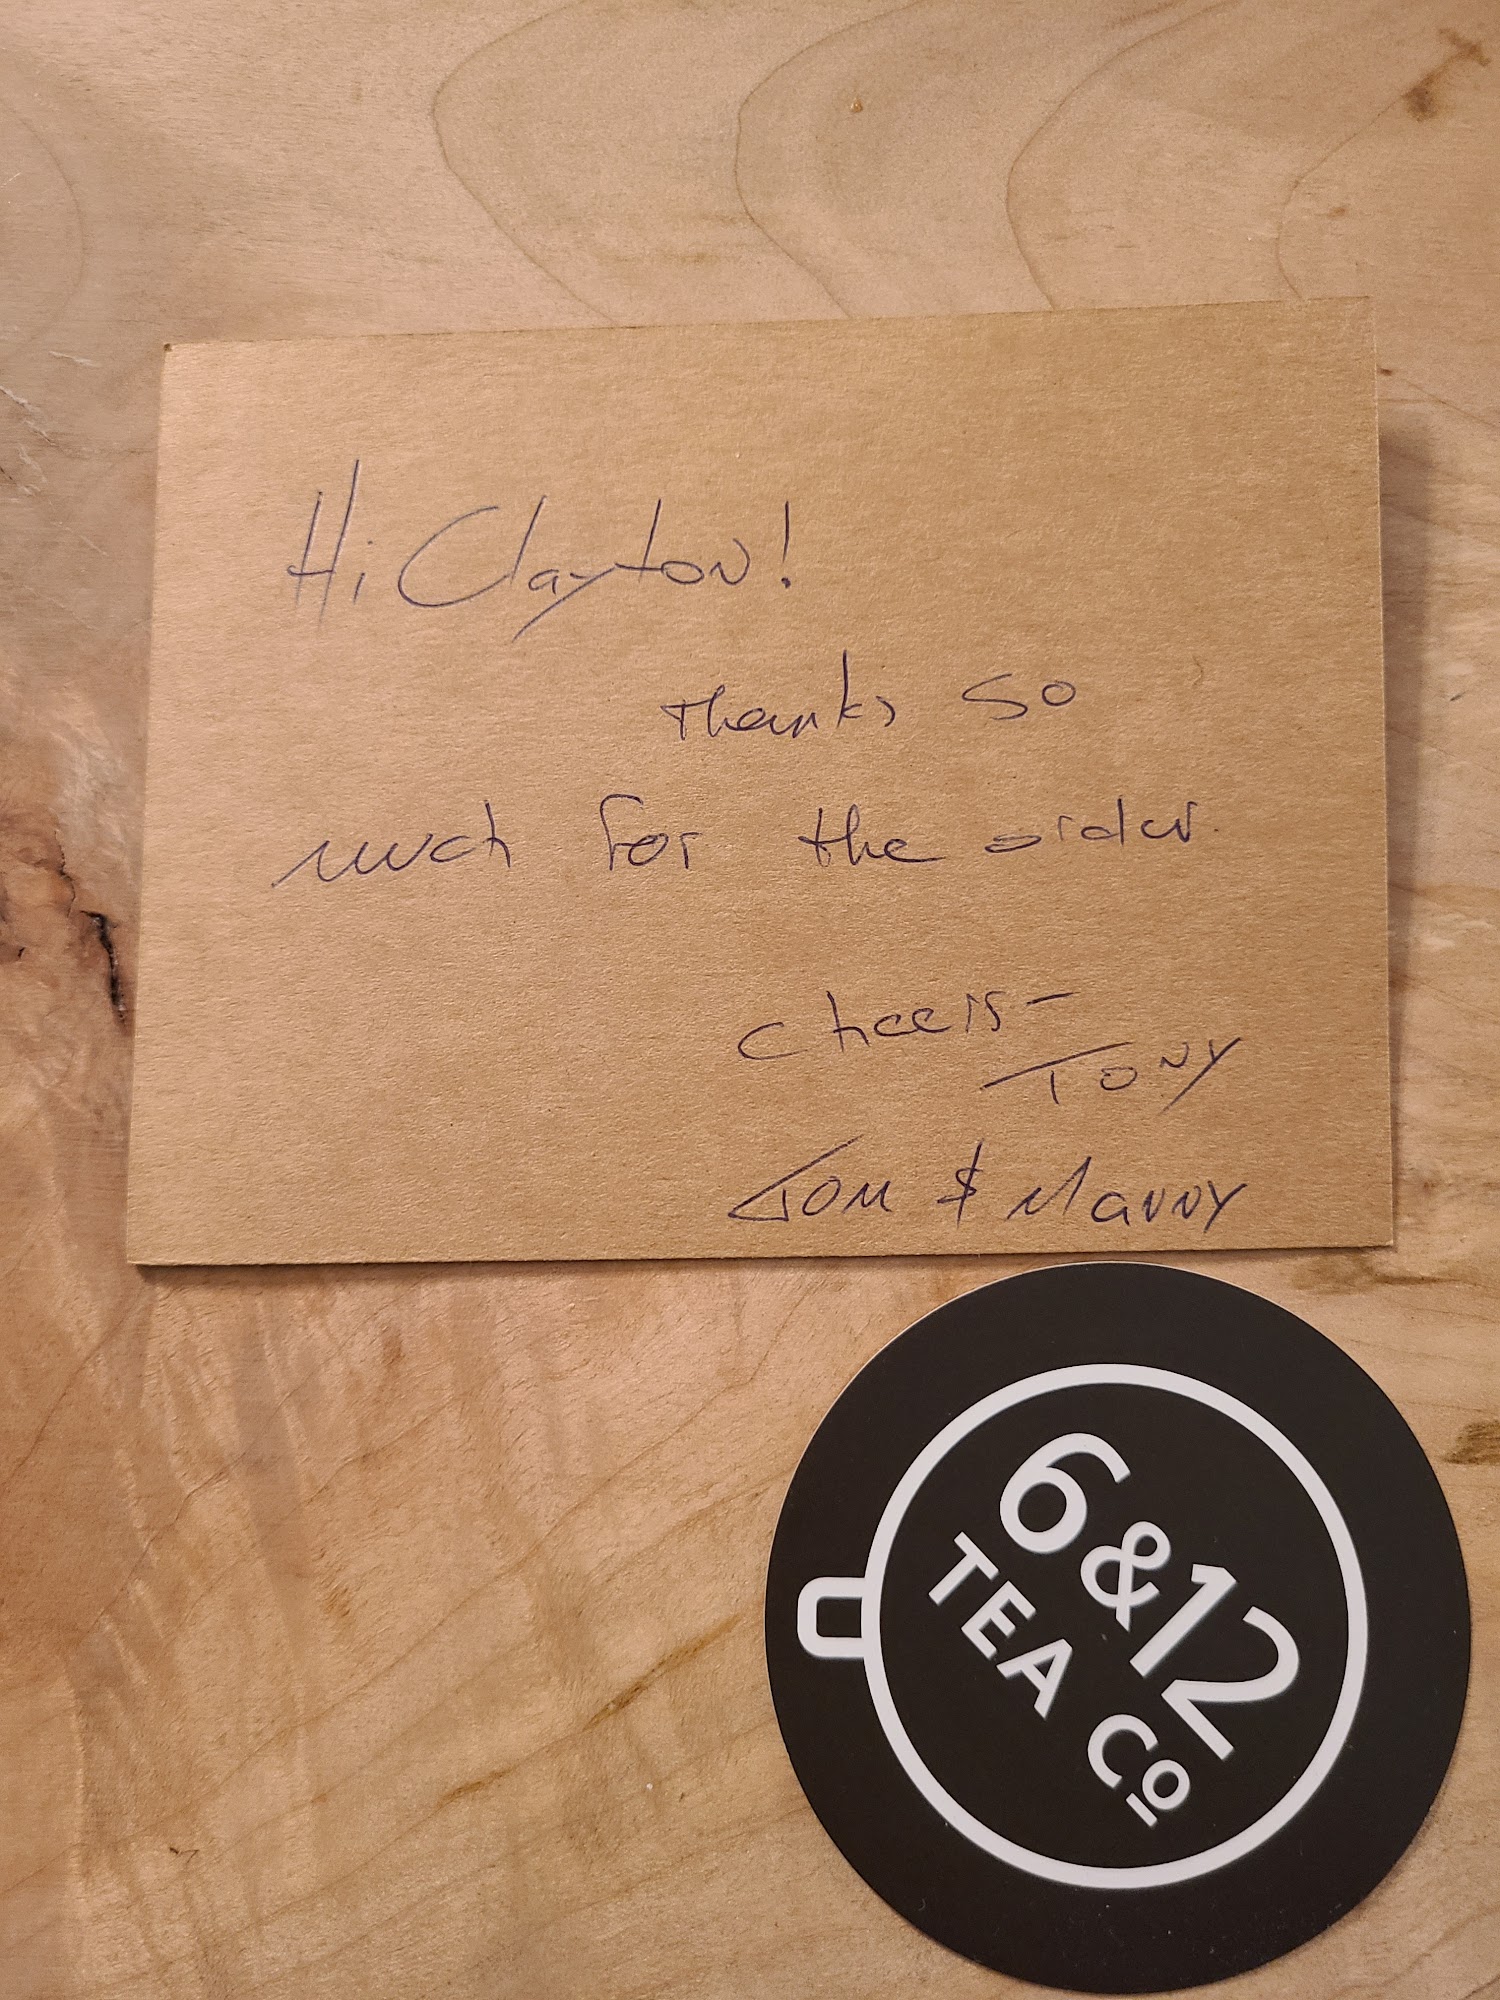 Hi Clayton!
Thanks so
much for the order.
Cheers-
Tony
Tom & Manny
6&12
TEA Co